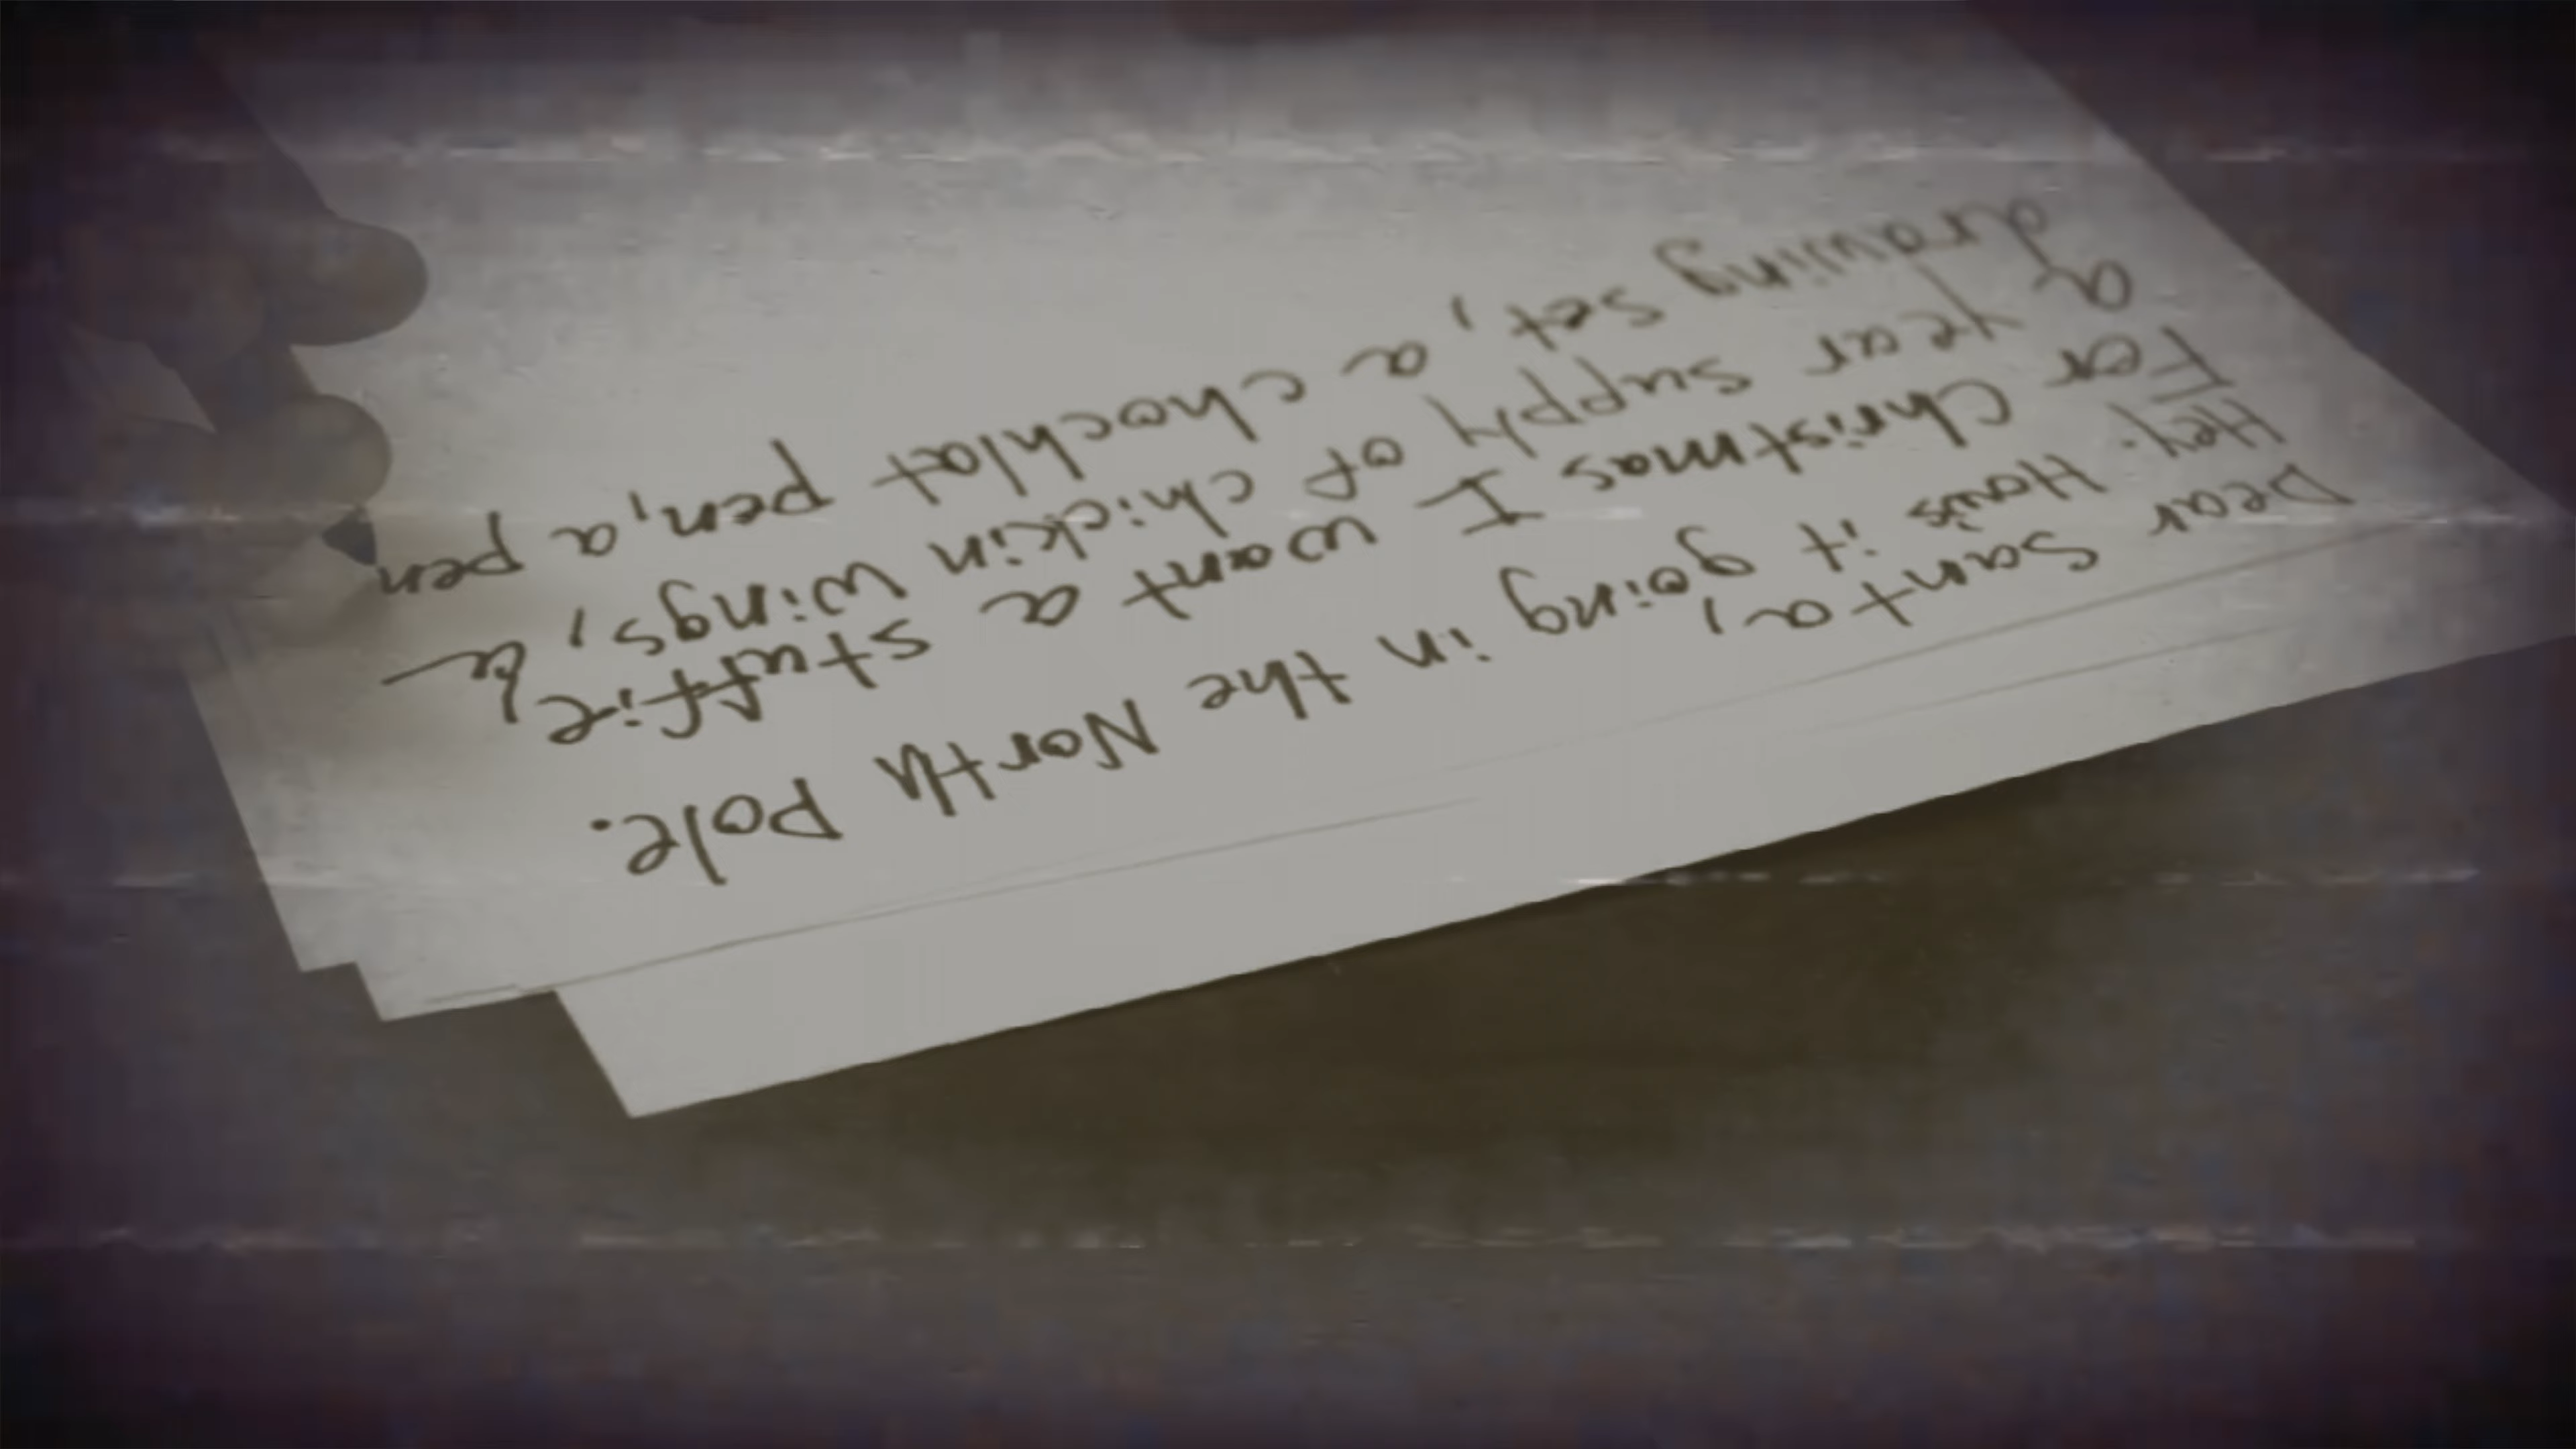 Dear Santa,
Hey. How's it going in the North Pole.
For Christmas I want a stuffie,
a year supply of chickin wings,
drawing set, a chochlat pen, a pen